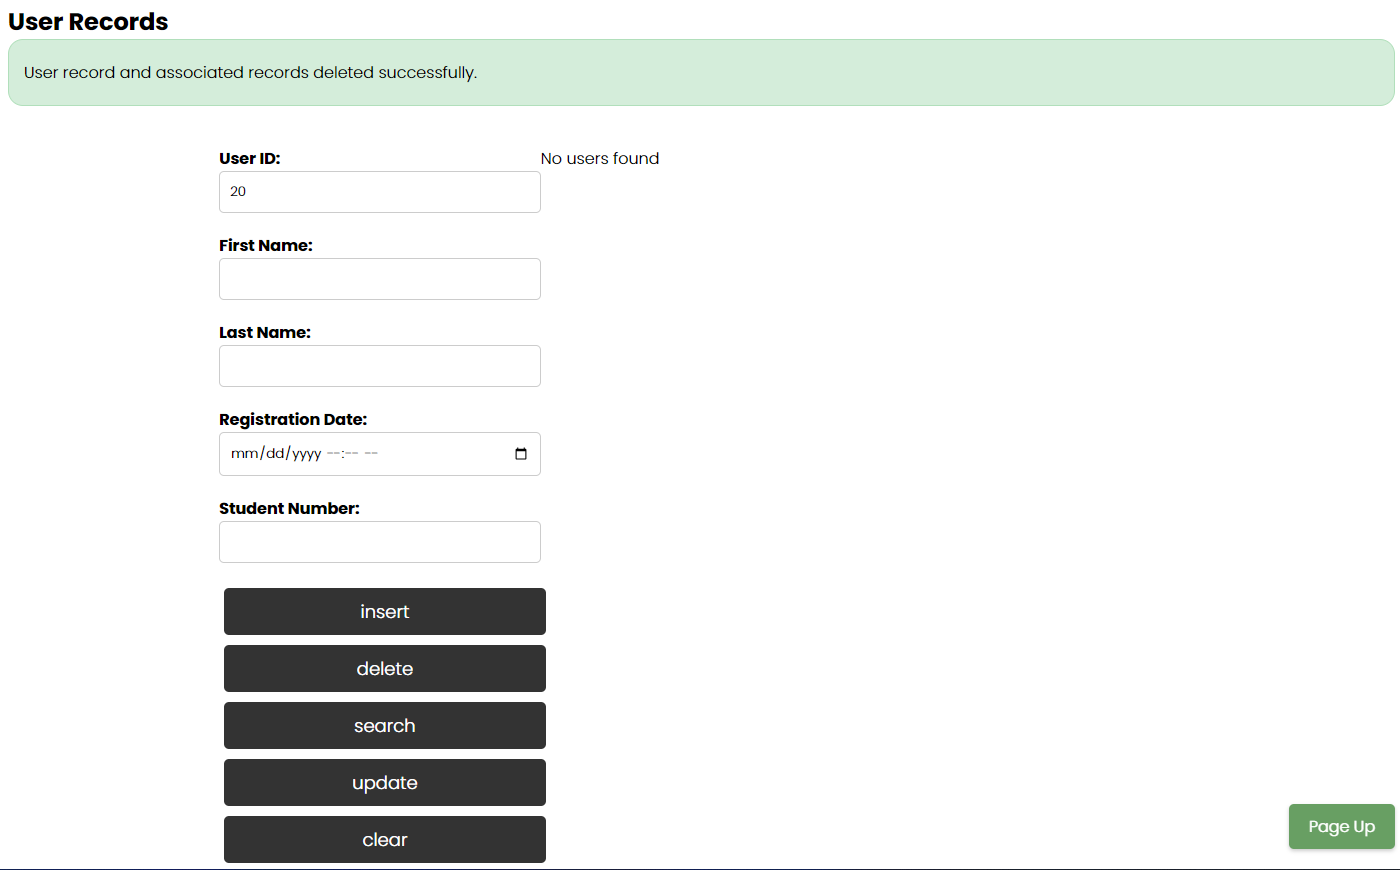 User Records
User record and associated records deleted successfully.
User ID:
No users found
20
First Name:
Last Name:
Registration Date:
mm/dd/yyyy --:-- --
Student Number:
insert
delete
search
update
clear
Page Up